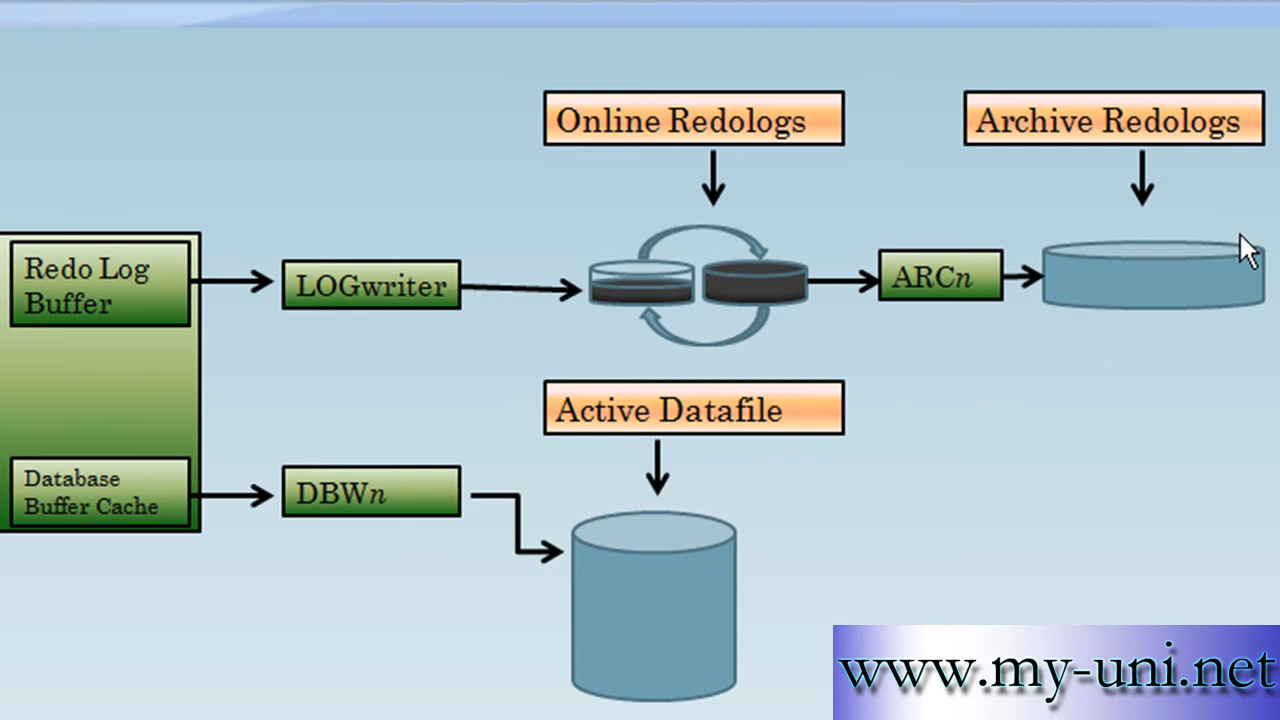 Online Redologs
Archive Redologs
Redo Log
Buffer
LOGwriter
ARCn
Active Datafile
Database
Buffer Cache
DBWn
www.my-uni.net